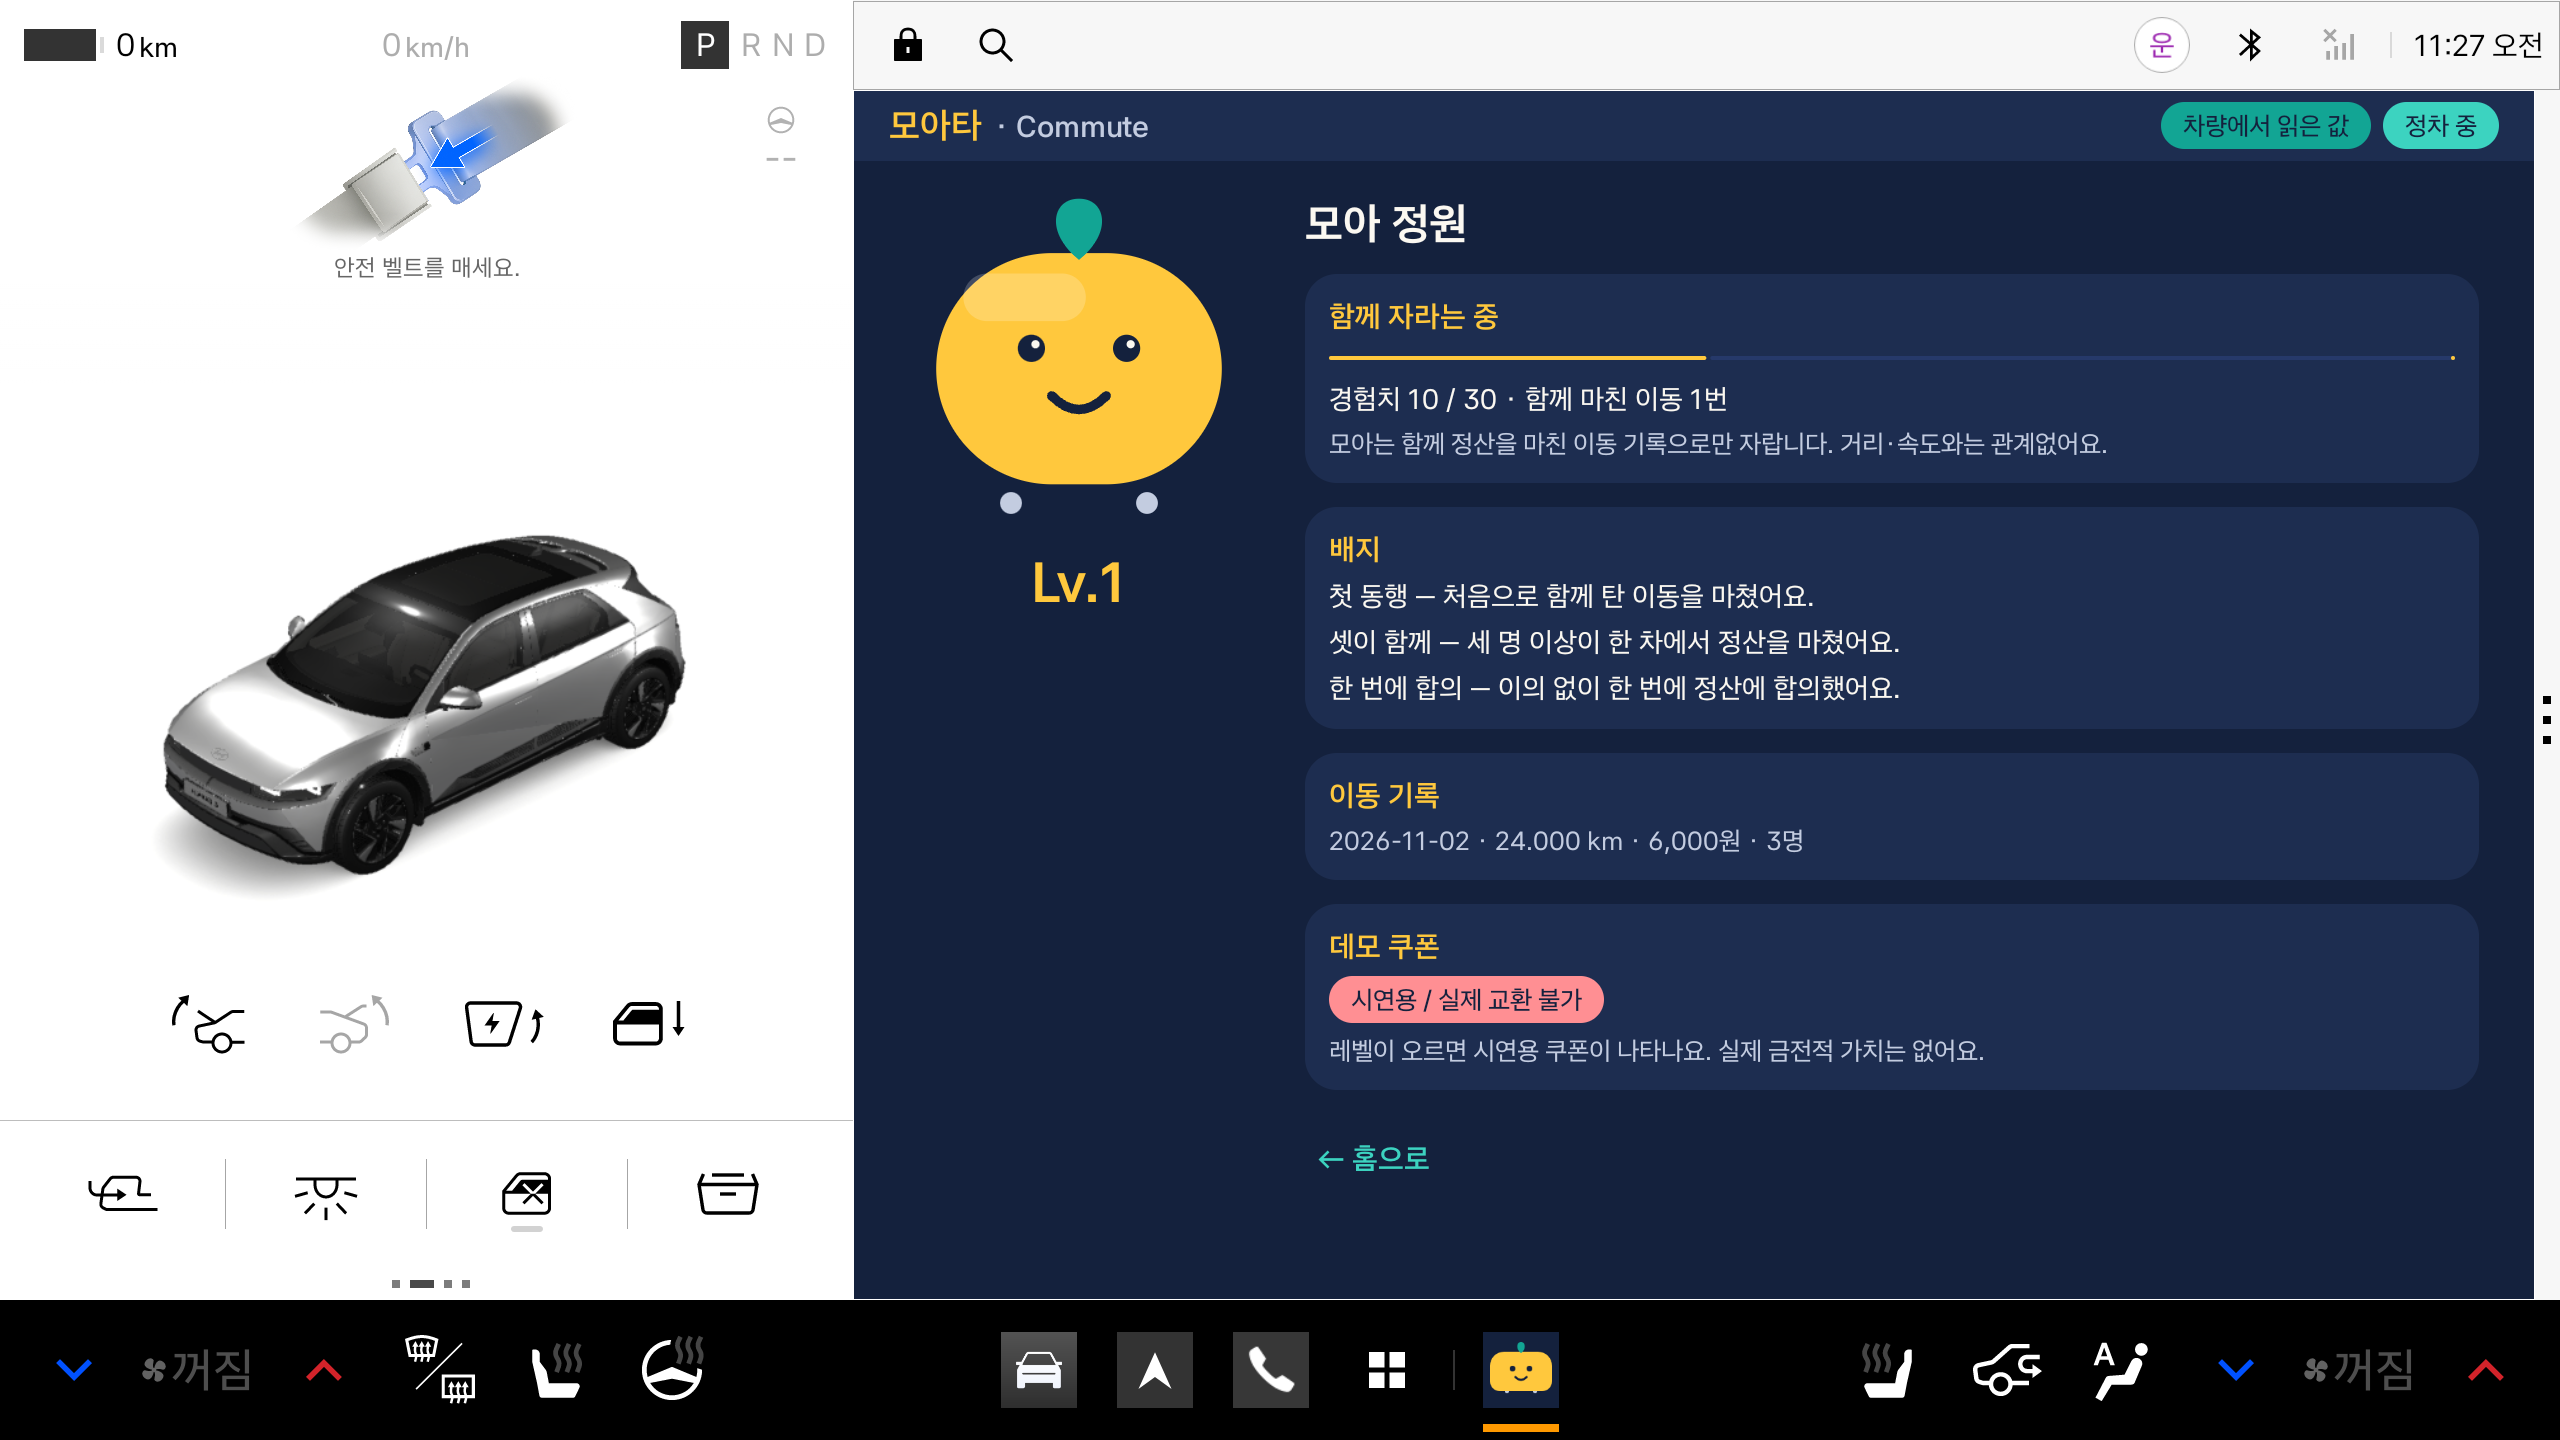 0 km
0 km/h
P R N D
안전 벨트를 매세요.
운
11:27 오전
모아타 · Commute
차량에서 읽은 값
정차 중
Lv.1
모아 정원
함께 자라는 중
경험치 10 / 30 · 함께 마친 이동 1번
모아는 함께 정산을 마친 이동 기록으로만 자랍니다. 거리·속도와는 관계없어요.
배지
첫 동행 — 처음으로 함께 탄 이동을 마쳤어요.
셋이 함께 — 세 명 이상이 한 차에서 정산을 마쳤어요.
한 번에 합의 — 이의 없이 한 번에 정산에 합의했어요.
이동 기록
2026-11-02 · 24.000 km · 6,000원 · 3명
데모 쿠폰
시연용 / 실제 교환 불가
레벨이 오르면 시연용 쿠폰이 나타나요. 실제 금전적 가치는 없어요.
← 홈으로
꺼짐
A
꺼짐